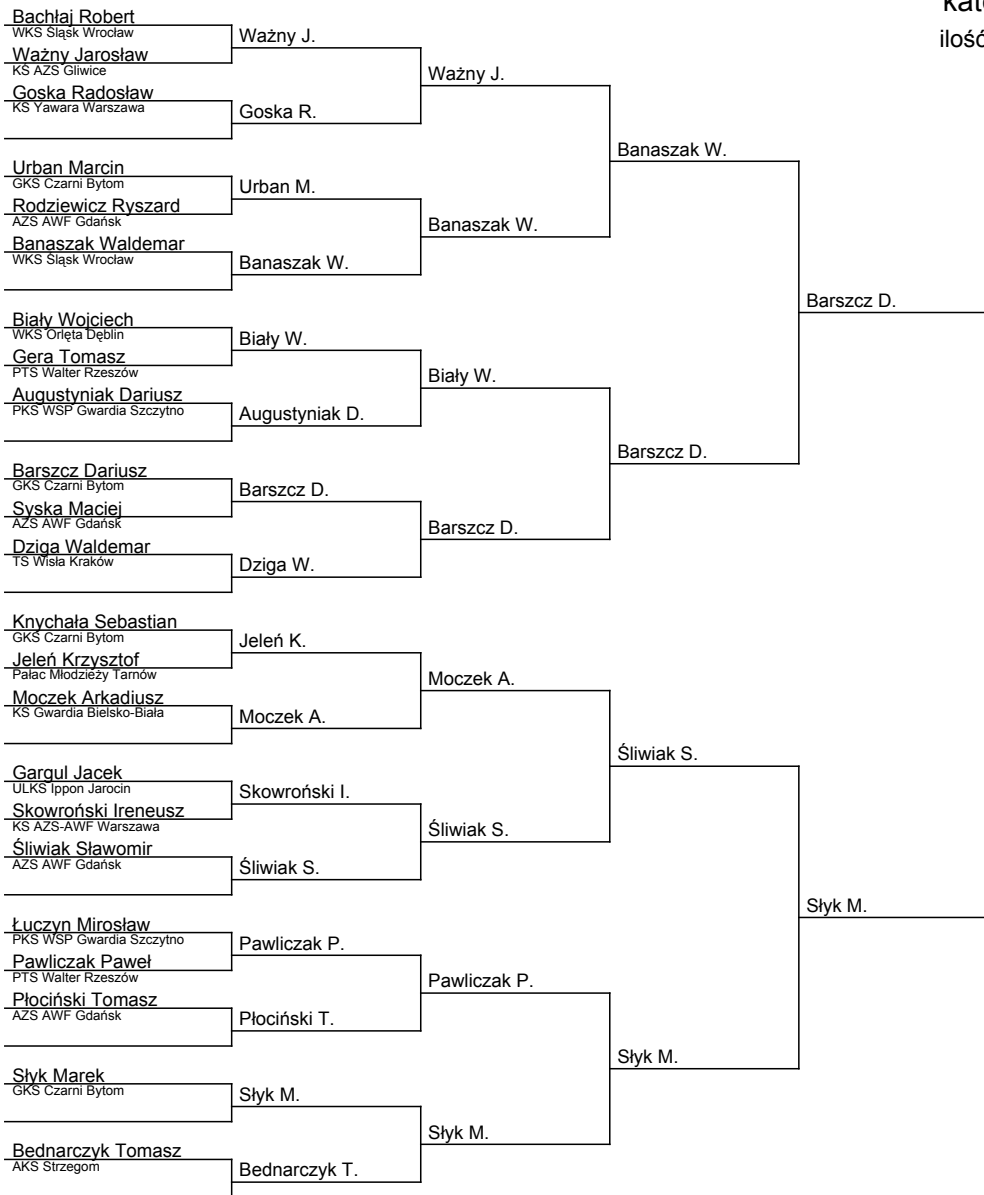 Bachłaj Robert
WKS Śląsk Wrocław
Ważny Jarosław
KS AZS Gliwice
Goska Radosław
KS Yawara Warszawa
Urban Marcin
GKS Czarni Bytom
Rodziewicz Ryszard
AZS AWF Gdańsk
Banaszak Waldemar
WKS Śląsk Wrocław
Biały Wojciech
WKS Orlęta Dęblin
Gera Tomasz
PTS Walter Rzeszów
Augustyniak Dariusz
PKS WSP Gwardia Szczytno
Barszcz Dariusz
GKS Czarni Bytom
Syska Maciej
AZS AWF Gdańsk
Dziga Waldemar
TS Wisła Kraków
Knychała Sebastian
GKS Czarni Bytom
Jeleń Krzysztof
Pałac Młodzieży Tarnów
Moczek Arkadiusz
KS Gwardia Bielsko-Biała
Gargul Jacek
ULKS Ippon Jarocin
Skowroński Ireneusz
KS AZS-AWF Warszawa
Śliwiak Sławomir
AZS AWF Gdańsk
Łuczyn Mirosław
PKS WSP Gwardia Szczytno
Pawliczak Paweł
PTS Walter Rzeszów
Płociński Tomasz
AZS AWF Gdańsk
Słyk Marek
GKS Czarni Bytom
Bednarczyk Tomasz
AKS Strzegom
Ważny J.
Goska R.
Urban M.
Banaszak W.
Biały W.
Augustyniak D.
Barszcz D.
Dziga W.
Jeleń K.
Moczek A.
Skowroński I.
Śliwiak S.
Pawliczak P.
Płociński T.
Słyk M.
Bednarczyk T.
Ważny J.
Banaszak W.
Biały W.
Barszcz D.
Moczek A.
Śliwiak S.
Pawliczak P.
Słyk M.
Banaszak W.
Barszcz D.
Śliwiak S.
Słyk M.
Barszcz D.
Słyk M.
ilość